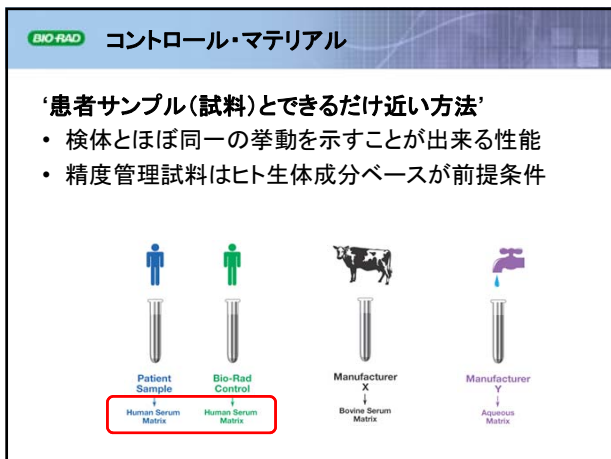 BIO-RAD コントロール・マテリアル
‘患者サンプル(試料)とできるだけ近い方法’
• 検体とほぼ同一の挙動を示すことが出来る性能
• 精度管理試料はヒト生体成分ベースが前提条件
Patient
Sample
Human Serum
Matrix
Bio-Rad
Control
Human Serum
Matrix
Manufacturer
X
Bovine Serum
Matrix
Manufacturer
Y
Aqueous
Matrix